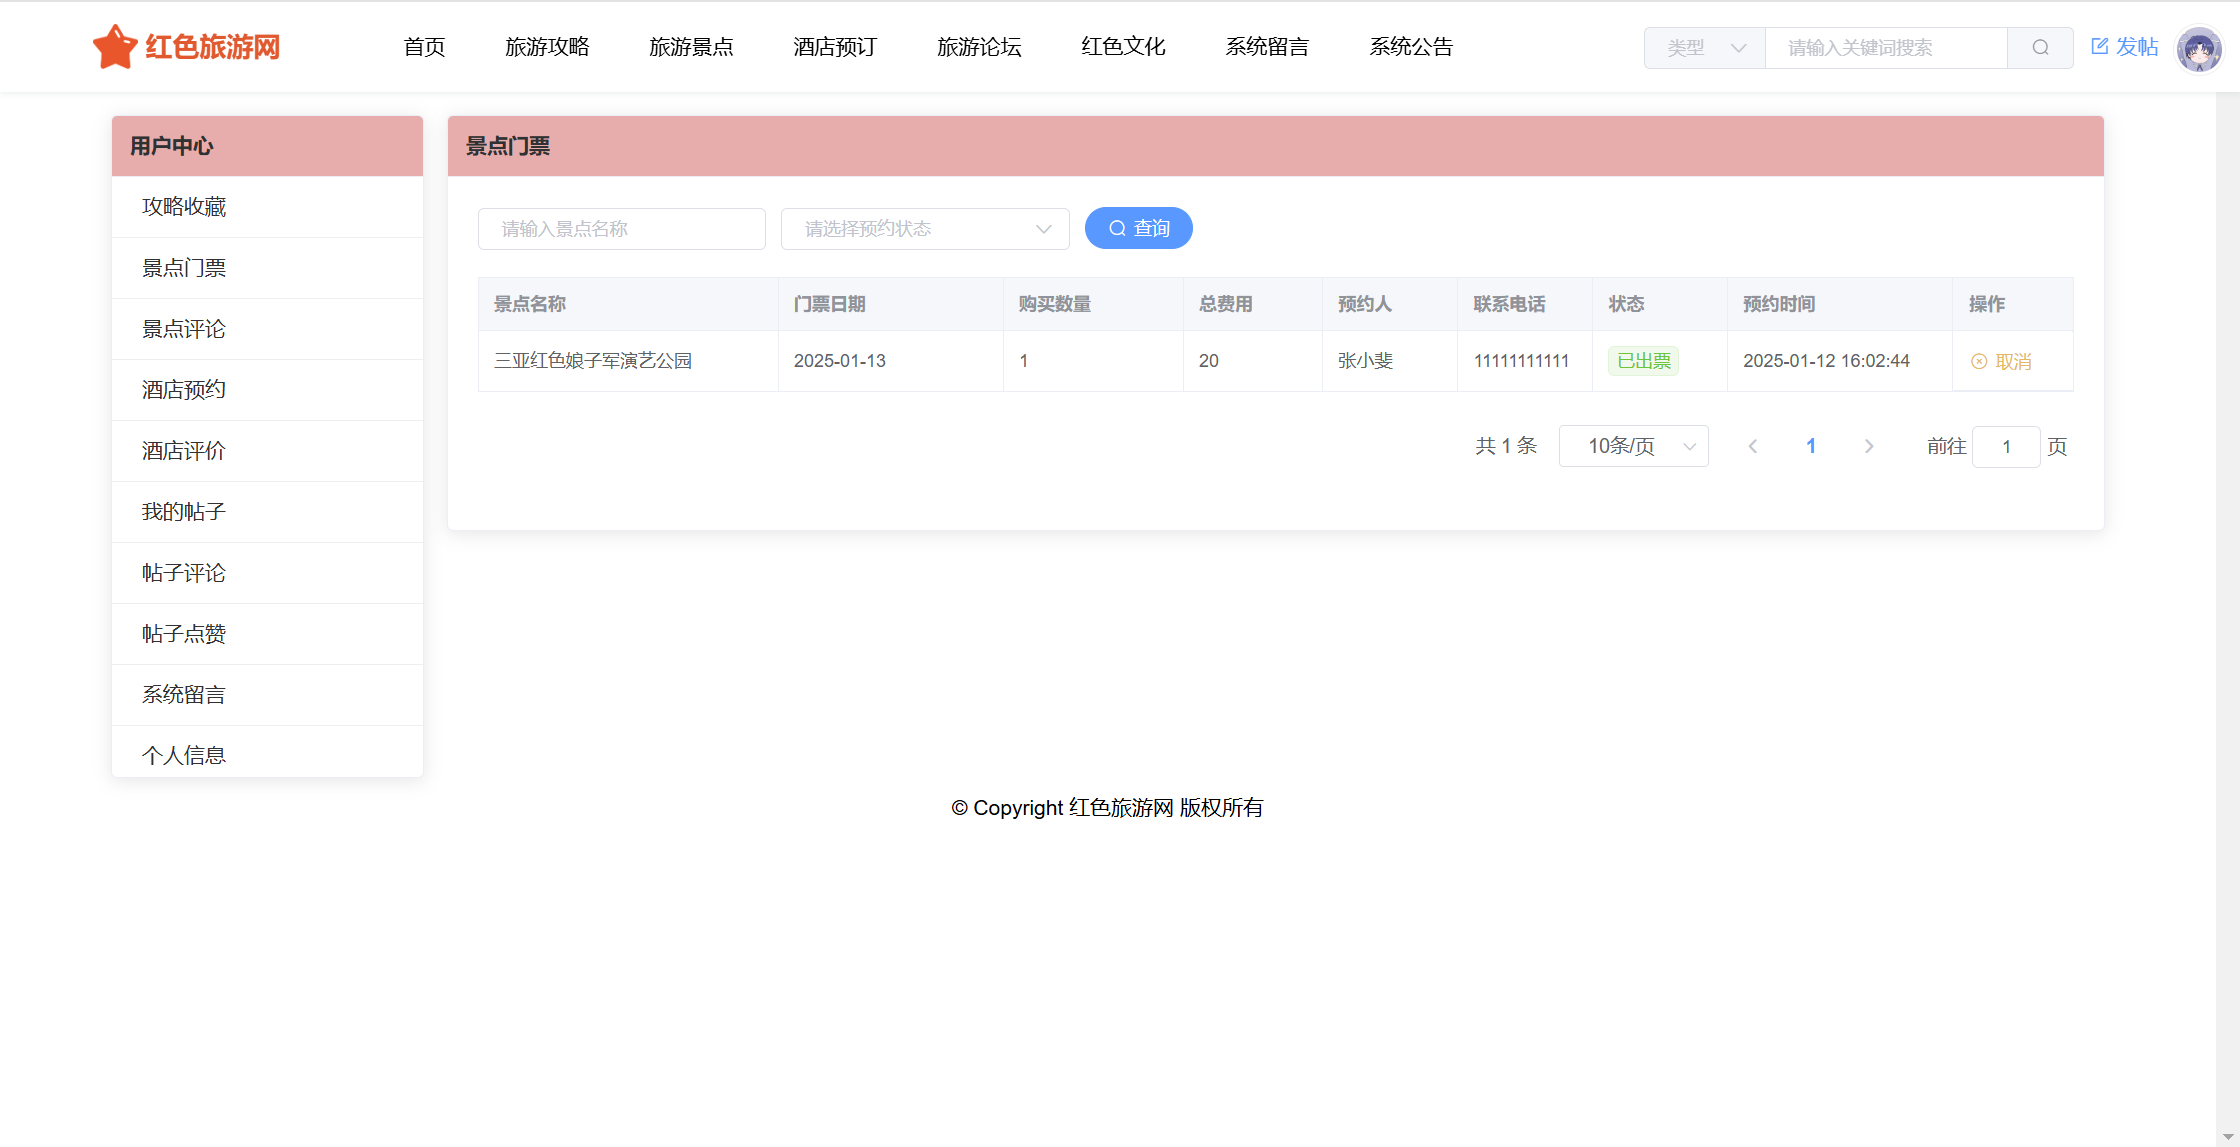 红色旅游网 首页 旅游攻略 旅游景点 酒店预订 旅游论坛 红色文化 系统留言 系统公告 类型 请输入关键词搜索 发帖
用户中心
攻略收藏
景点门票
景点评论
酒店预约
酒店评价
我的帖子
帖子评论
帖子点赞
系统留言
个人信息
景点门票
请输入景点名称 请选择预约状态 查询
景点名称 门票日期 购买数量 总费用 预约人 联系电话 状态 预约时间 操作
三亚红色娘子军演艺公园 2025-01-13 1 20 张小斐 11111111111 已出票 2025-01-12 16:02:44 取消
共 1 条 10条/页 1 前往 1 页
© Copyright 红色旅游网 版权所有